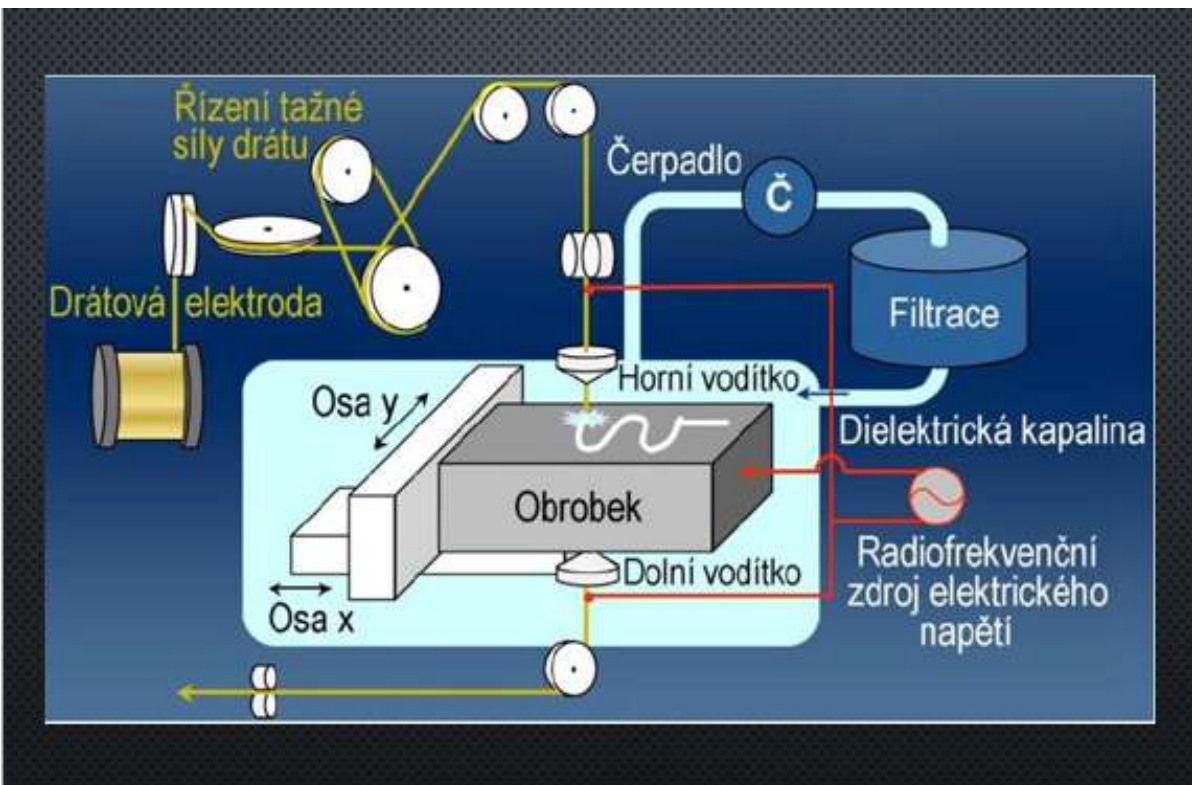 Řízení tažné
síly drátu
Čerpadlo
Č
Drátová elektroda
Filtrace
Horní vodítko
Osa y
Dielektrická kapalina
Obrobek
Radiofrekvenční
zdroj elektrického
napětí
Dolní vodítko
Osa x